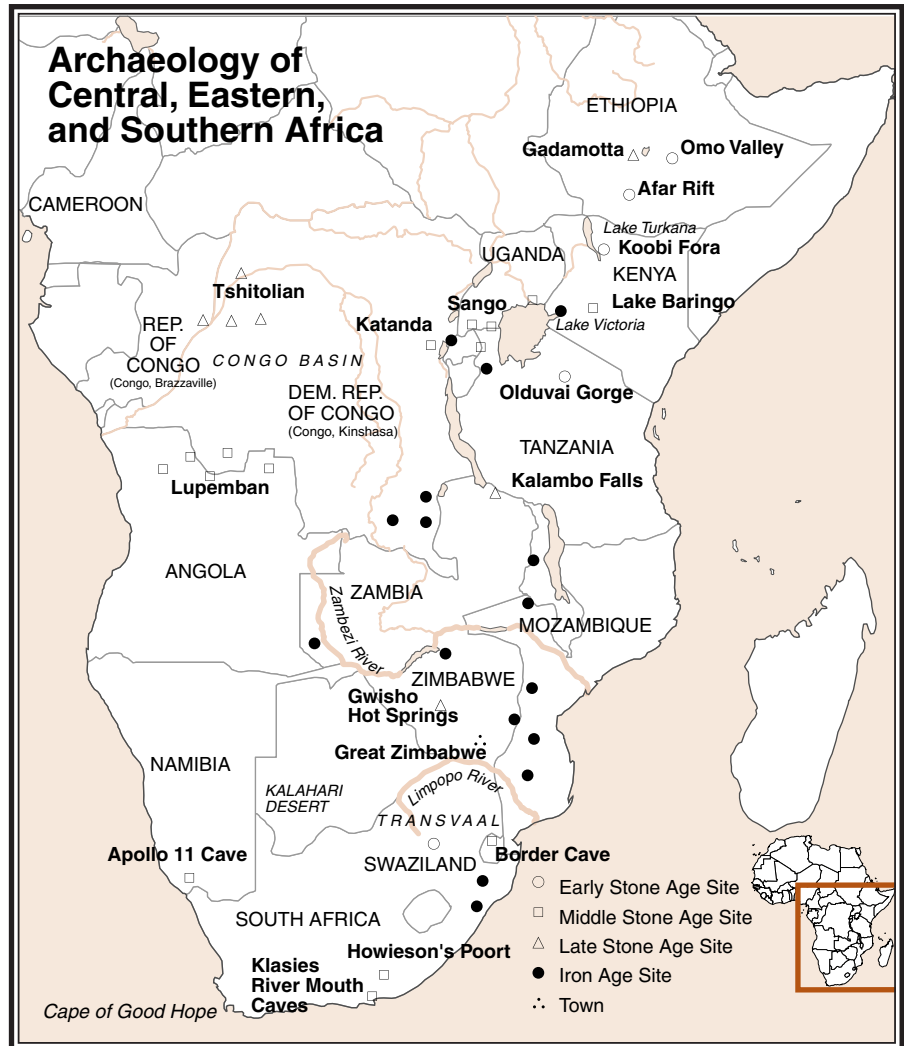 Archaeology of
Central, Eastern,
and Southern Africa
ETHIOPIA
Gadamotta
Omo Valley
Afar Rift
CAMEROON
Lake Turkana
Koobi Fora
UGANDA
KENYA
Tshitolian
Sango
Lake Baringo
Katanda
Lake Victoria
REP.
OF
CONGO
(Congo, Brazzaville)
CONGO BASIN
DEM. REP.
OF CONGO
(Congo, Kinshasa)
Olduvai Gorge
TANZANIA
Kalambo Falls
Lupemban
ANGOLA
ZAMBIA
Zambezi River
MOZAMBIQUE
ZIMBABWE
Gwisho
Hot Springs
Great Zimbabwe
NAMIBIA
KALAHARI
DESERT
Limpopo River
TRANSVAAL
Apollo 11 Cave
SWAZILAND
Border Cave
SOUTH AFRICA
Howieson's Poort
Klasies
River Mouth
Caves
Cape of Good Hope
Early Stone Age Site
Middle Stone Age Site
Late Stone Age Site
Iron Age Site
Town